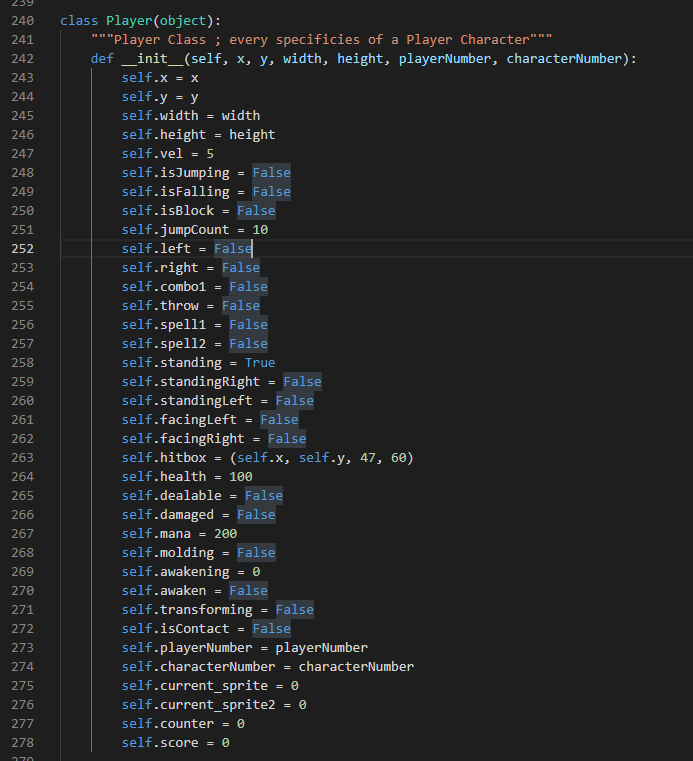 239
240 class Player(object):
241     """Player Class ; every specificies of a Player Character"""
242     def __init__(self, x, y, width, height, playerNumber, characterNumber):
243         self.x = x
244         self.y = y
245         self.width = width
246         self.height = height
247         self.vel = 5
248         self.isJumping = False
249         self.isFalling = False
250         self.isBlock = False
251         self.jumpCount = 10
252         self.left = False
253         self.right = False
254         self.combo1 = False
255         self.throw = False
256         self.spell1 = False
257         self.spell2 = False
258         self.standing = True
259         self.standingRight = False
260         self.standingLeft = False
261         self.facingLeft = False
262         self.facingRight = False
263         self.hitbox = (self.x, self.y, 47, 60)
264         self.health = 100
265         self.dealable = False
266         self.damaged = False
267         self.mana = 200
268         self.molding = False
269         self.awakening = 0
270         self.awaken = False
271         self.transforming = False
272         self.isContact = False
273         self.playerNumber = playerNumber
274         self.characterNumber = characterNumber
275         self.current_sprite = 0
276         self.current_sprite2 = 0
277         self.counter = 0
278         self.score = 0
279